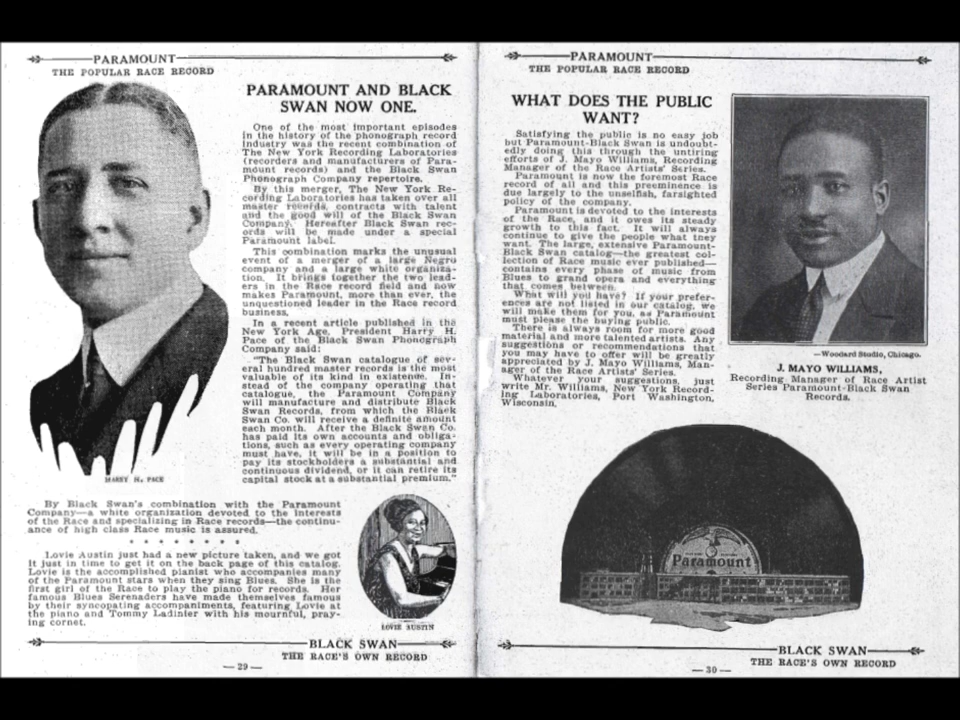 PARAMOUNT
THE POPULAR RACE RECORD
PARAMOUNT AND BLACK
SWAN NOW ONE.
One of the most important episodes
in the history of the phonograph record
industry was the recent combination of
The New York Recording Laboratories
(recorders and manufacturers of Para-
mount records) and the Black Swan
Phonograph Company repertoire.
By this merger, The New York Re-
cording Laboratories has taken over all
master records, contracts with talent
and the good will of the Black Swan
Company. Hereafter Black Swan rec-
ords will be made under a special
Paramount label.
This combination marks the unusual
event of a merger of a large Negro
company and a large white organiza-
It brings together the two lead-
ers in the Race record field and now
makes Paramount, more than ever, the
unquestioned leader in the Race record
business.
In a recent article published in the
New York Age, President Harry H.
Pace of the Black Swan Phonograph
Company said:
"The Black Swan catalogue of sev-
eral hundred master records is the most
valuable of its kind in existence. In-
stead of the company operating that
catalogue, the Paramount Company
will manufacture and distribute Black
Swan Records, from which the Black
Swan Co. will receive a definite amount
each month. After the Black Swan Co.
has paid its own accounts and obliga-
tions, such as every operating company
must have, it will be in a position to
pay its stockholders a substantial and
continuous dividend, or it can retire its
capital stock at a substantial premium."
HARRY H. PACE
By Black Swan's combination with the Paramount
Company—a white organization devoted to the interests
of the Race and specializing in Race records—the continu-
ance of high class Race music is assured.
* * * * * * * *
Lovie Austin just had a new picture taken, and we got
it just in time to get it on the back page of this catalog.
Lovie is the accomplished pianist who accompanies many
of the Paramount stars when they sing Blues. She is the
first girl of the Race to play the piano for records. Her
famous Blues Serenaders have made themselves famous
by their syncopating accompaniments, featuring Lovie at
the piano and Tommy Ladinier with his mournful, pray-
ing cornet.
LOVIE AUSTIN
BLACK SWAN
THE RACE'S OWN RECORD
— 29 —
PARAMOUNT
THE POPULAR RACE RECORD
WHAT DOES THE PUBLIC
WANT?
Satisfying the public is no easy job
but Paramount-Black Swan is undoubt-
edly doing this through the untiring
efforts of J. Mayo Williams, Recording
Manager of the Race Artists' Series.
Paramount is now the foremost Race
record of all and this preeminence is
due largely to the unselfish, farsighted
policy of the company.
Paramount is devoted to the interests
of the Race, and it owes its steady
growth to this fact. It will always
continue to give the people what they
want. The large, extensive Paramount-
Black Swan catalog—the greatest col-
lection of Race music ever published—
contains every phase of music from
Blues to grand opera and everything
that comes between.
What will you have? If your prefer-
ences are not listed in our catalog, we
will make them for you, as Paramount
must please the buying public.
There is always room for more good
material and more talented artists. Any
suggestions or recommendations that
you may have to offer will be greatly
appreciated by J. Mayo Williams, Man-
ager of the Race Artists' Series.
Whatever your suggestions, just
write Mr. Williams, New York Record-
ing Laboratories, Port Washington,
Wisconsin.
—Woodard Studio, Chicago.
J. MAYO WILLIAMS,
Recording Manager of Race Artist
Series Paramount-Black Swan
Records.
Paramount
BLACK SWAN
THE RACE'S OWN RECORD
— 30 —